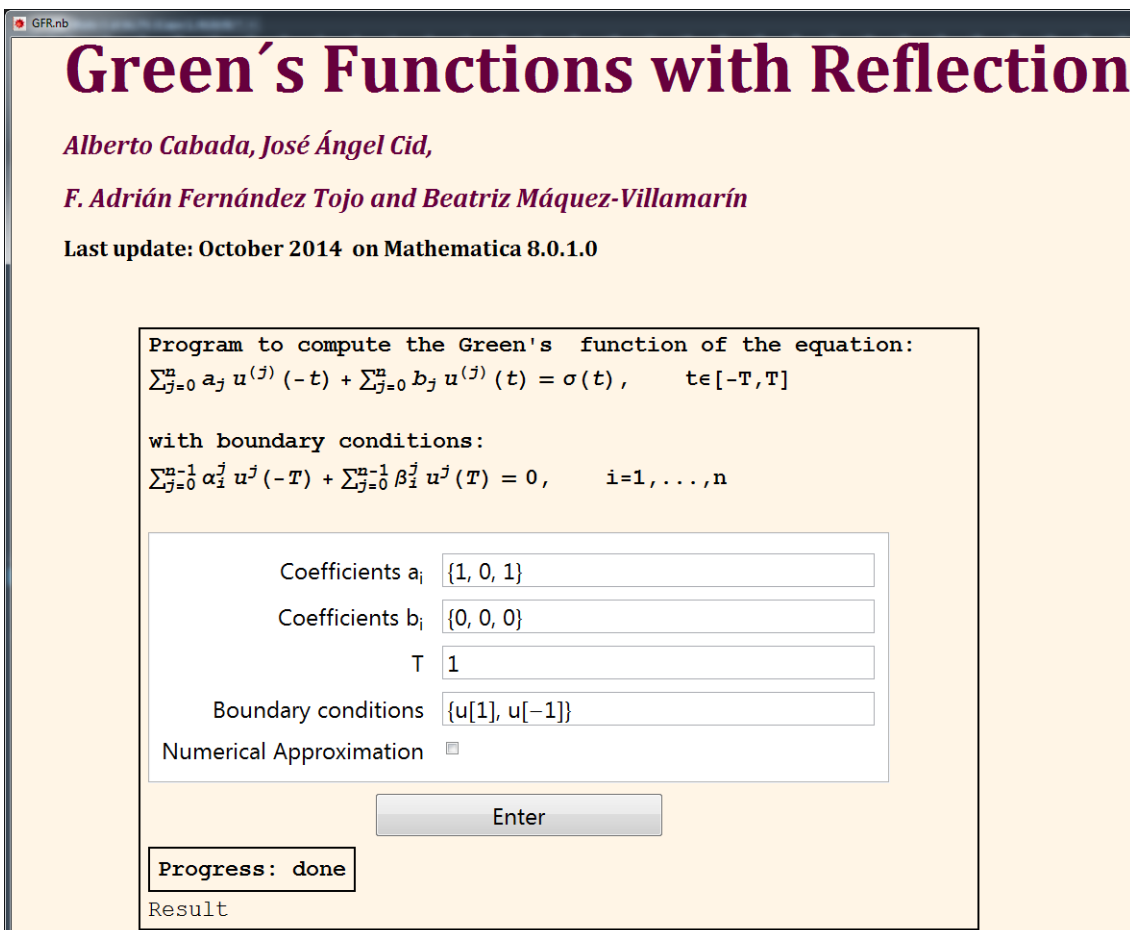 GFR.nb
Green´s Functions with Reflection
Alberto Cabada, José Ángel Cid,
F. Adrián Fernández Tojo and Beatriz Máquez-Villamarín
Last update: October 2014 on Mathematica 8.0.1.0
Program to compute the Green's function of the equation:
∑ⁿⱼ₌₀ aⱼ u⁽ʲ⁾ (-t) + ∑ⁿⱼ₌₀ bⱼ u⁽ʲ⁾ (t) = σ(t), t∈[-T,T]
with boundary conditions:
∑ⁿ⁻¹ⱼ₌₀ αᵢʲ uʲ (-T) + ∑ⁿ⁻¹ⱼ₌₀ βᵢʲ uʲ (T) = 0, i=1,...,n
Coefficients aᵢ {1, 0, 1}
Coefficients bᵢ {0, 0, 0}
T 1
Boundary conditions {u[1], u[−1]}
Numerical Approximation
Enter
Progress: done
Result